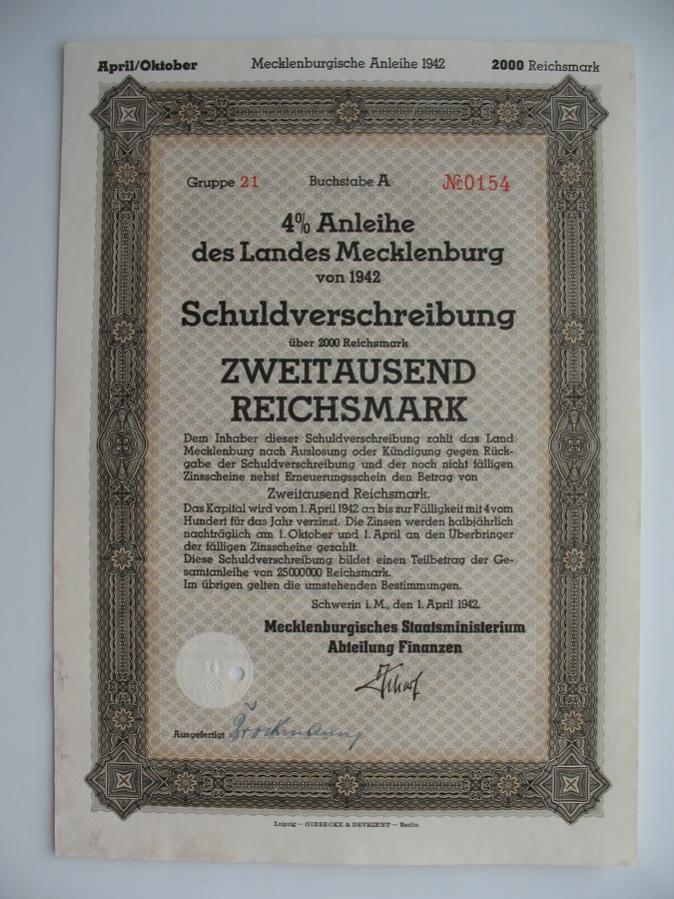 April/Oktober Mecklenburgische Anleihe 1942 2000 Reichsmark
Gruppe 21 Buchstabe A № 0154
4% Anleihe
des Landes Mecklenburg
von 1942
Schuldverschreibung
über 2000 Reichsmark
ZWEITAUSEND
REICHSMARK
Dem Inhaber dieser Schuldverschreibung zahlt das Land
Mecklenburg nach Auslosung oder Kündigung gegen Rück-
gabe der Schuldverschreibung und der noch nicht fälligen
Zinsscheine nebst Erneuerungsschein den Betrag von
Zweitausend Reichsmark.
Das Kapital wird vom 1. April 1942 an bis zur Fälligkeit mit 4 vom
Hundert für das Jahr verzinst. Die Zinsen werden halbjährlich
nachträglich am 1. Oktober und 1. April an den Überbringer
der fälligen Zinsscheine gezahlt.
Diese Schuldverschreibung bildet einen Teilbetrag der Ge-
samtanleihe von 25000000 Reichsmark.
Im übrigen gelten die umstehenden Bestimmungen.
Schwerin i. M., den 1. April 1942.
Mecklenburgisches Staatsministerium
Abteilung Finanzen
Ausgefertigt
Leipzig — GIESECKE & DEVRIENT — Berlin